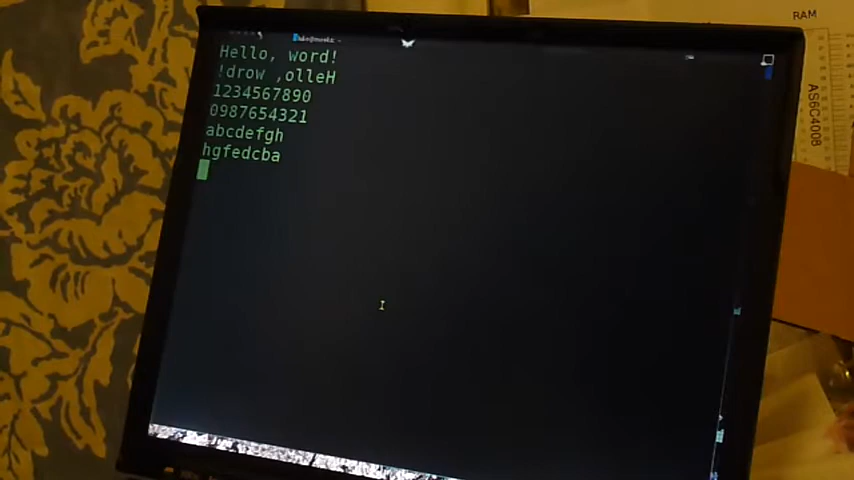 Hello, word!
!drow ,olleH
1234567890
0987654321
abcdefgh
hgfedcba
RAM
AS6C4008